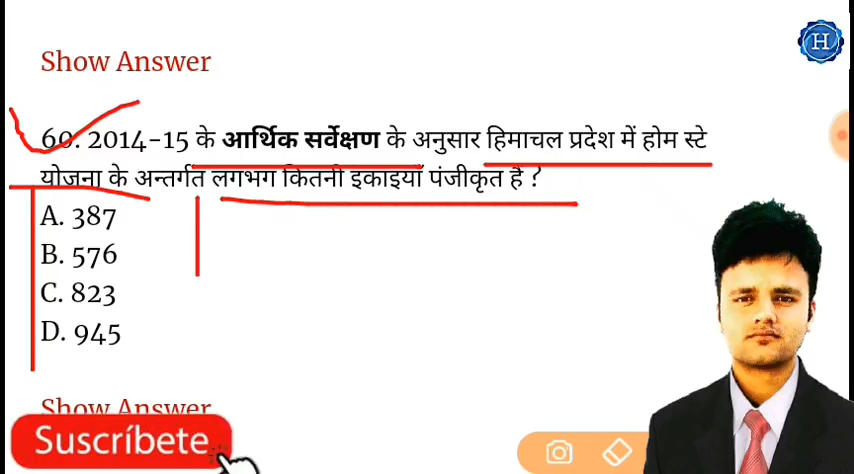 Show Answer
H
60. 2014-15 के आर्थिक सर्वेक्षण के अनुसार हिमाचल प्रदेश में होम स्टे
योजना के अन्तर्गत लगभग कितनी इकाइयाँ पंजीकृत हैं ?
A. 387
B. 576
C. 823
D. 945
Show Answer
Suscríbete